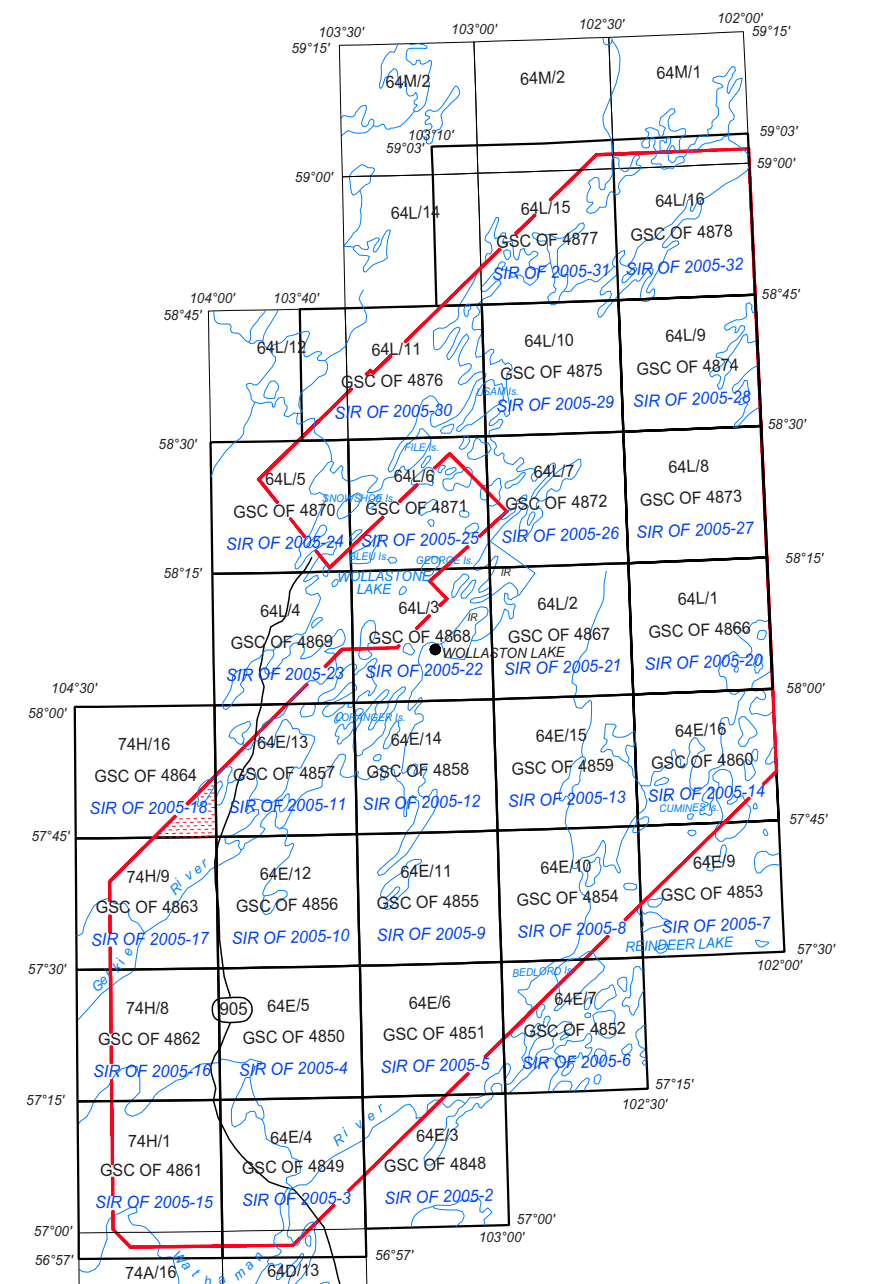 103°30'
103°00'
102°30'
102°00'
59°15'
59°15'
64M/2
64M/2
64M/1
103°10'
59°03'
59°03'
59°00'
59°00'
64L/14
64L/15
GSC OF 4877
SIR OF 2005-31
64L/16
GSC OF 4878
SIR OF 2005-32
104°00'
103°40'
58°45'
58°45'
64L/12
64L/11
GSC OF 4876
SIR OF 2005-30
64L/10
GSC OF 4875
USAM Is.
SIR OF 2005-29
64L/9
GSC OF 4874
SIR OF 2005-28
58°30'
58°30'
FILE Is.
64L/5
SNOWSHOE Is.
GSC OF 4870
SIR OF 2005-24
64L/6
GSC OF 4871
SIR OF 2005-25
64L/7
GSC OF 4872
SIR OF 2005-26
64L/8
GSC OF 4873
SIR OF 2005-27
BLEU Is.
GEORGE Is.
58°15'
58°15'
WOLLASTONE
LAKE
IR
64L/4
GSC OF 4869
SIR OF 2005-23
64L/3
IR
GSC OF 4868
WOLLASTON LAKE
SIR OF 2005-22
64L/2
GSC OF 4867
SIR OF 2005-21
64L/1
GSC OF 4866
SIR OF 2005-20
104°30'
58°00'
58°00'
74H/16
GSC OF 4864
SIR OF 2005-18
64E/13
GSC OF 4857
SIR OF 2005-11
64E/14
GSC OF 4858
SIR OF 2005-12
64E/15
GSC OF 4859
SIR OF 2005-13
64E/16
GSC OF 4860
SIR OF 2005-14
CUMINES Is.
57°45'
57°45'
74H/9
River
GSC OF 4863
SIR OF 2005-17
64E/12
GSC OF 4856
SIR OF 2005-10
64E/11
GSC OF 4855
SIR OF 2005-9
64E/10
GSC OF 4854
SIR OF 2005-8
64E/9
GSC OF 4853
SIR OF 2005-7
REINDEER LAKE
57°30'
57°30'
102°00'
BEDLORD Is.
74H/8
GSC OF 4862
SIR OF 2005-16
905
64E/5
GSC OF 4850
SIR OF 2005-4
64E/6
GSC OF 4851
SIR OF 2005-5
64E/7
GSC OF 4852
SIR OF 2005-6
57°15'
57°15'
102°30'
74H/1
GSC OF 4861
SIR OF 2005-15
River
64E/4
GSC OF 4849
SIR OF 2005-3
64E/3
GSC OF 4848
SIR OF 2005-2
57°00'
57°00'
103°00'
56°57'
56°57'
Wathaman
74A/16
64D/13